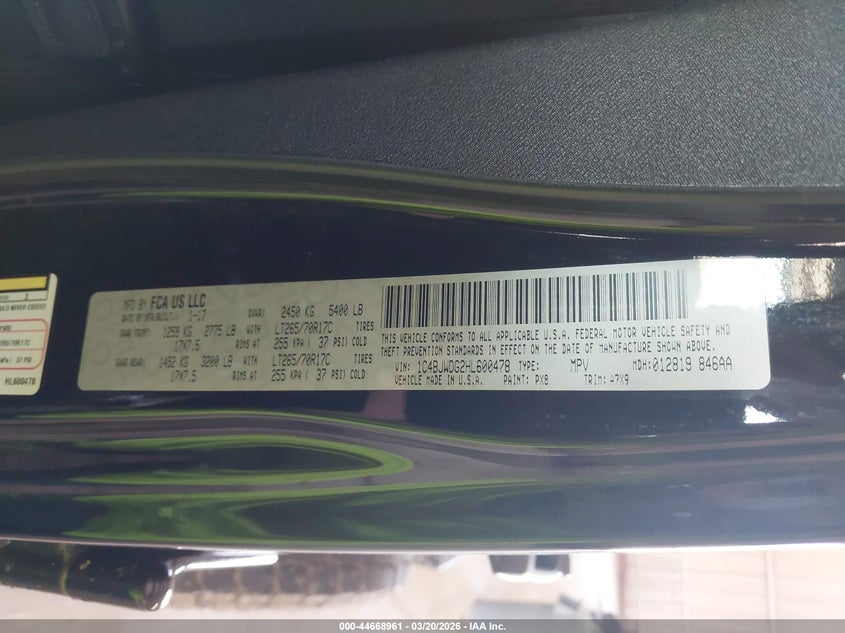 2
HL600478
MFD BY FCA US LLC
DATE OF MFR: 1-17 GVWR: 2450 KG 5400 LB
GAWR FRONT: 1259 KG 2775 LB WITH LT265/70R17C TIRES
17X7.5 RIMS AT 255 KPA ( 37 PSI) COLD
GAWR REAR: 1452 KG 3200 LB WITH LT265/70R17C TIRES
17X7.5 RIMS AT 255 KPA ( 37 PSI) COLD
THIS VEHICLE CONFORMS TO ALL APPLICABLE U.S.A. FEDERAL MOTOR VEHICLE SAFETY AND
THEFT PREVENTION STANDARDS IN EFFECT ON THE DATE OF MANUFACTURE SHOWN ABOVE.
VIN: 1C4BJWDG2HL600478 TYPE: MPV MDH: 012819 846AA
VEHICLE MADE IN U.S.A. PAINT: PX8 TRIM: A7X9
000-44668961 | 03/20/2026 - IAA Inc.